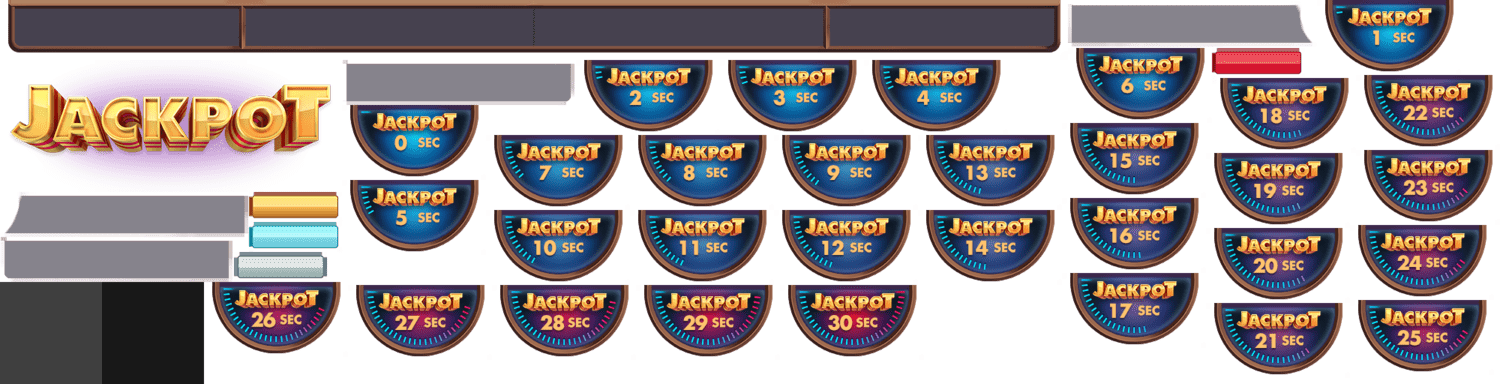 JACKPOT
1 SEC
JACKPOT
JACKPOT
2 SEC
JACKPOT
3 SEC
JACKPOT
4 SEC
JACKPOT
6 SEC
JACKPOT
0 SEC
JACKPOT
18 SEC
JACKPOT
22 SEC
JACKPOT
7 SEC
JACKPOT
8 SEC
JACKPOT
9 SEC
JACKPOT
13 SEC
JACKPOT
15 SEC
JACKPOT
19 SEC
JACKPOT
23 SEC
JACKPOT
5 SEC
JACKPOT
10 SEC
JACKPOT
11 SEC
JACKPOT
12 SEC
JACKPOT
14 SEC
JACKPOT
16 SEC
JACKPOT
20 SEC
JACKPOT
24 SEC
JACKPOT
26 SEC
JACKPOT
27 SEC
JACKPOT
28 SEC
JACKPOT
29 SEC
JACKPOT
30 SEC
JACKPOT
17 SEC
JACKPOT
21 SEC
JACKPOT
25 SEC